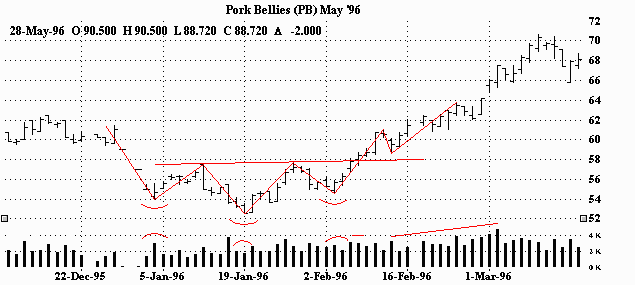 Pork Bellies (PB) May '96
28-May-96 O 90.500 H 90.500 L 88.720 C 88.720 A -2.000
72
70
68
66
64
62
60
58
56
54
52
4 K
2 K
0 K
22-Dec-95 5-Jan-96 19-Jan-96 2-Feb-96 16-Feb-96 1-Mar-96